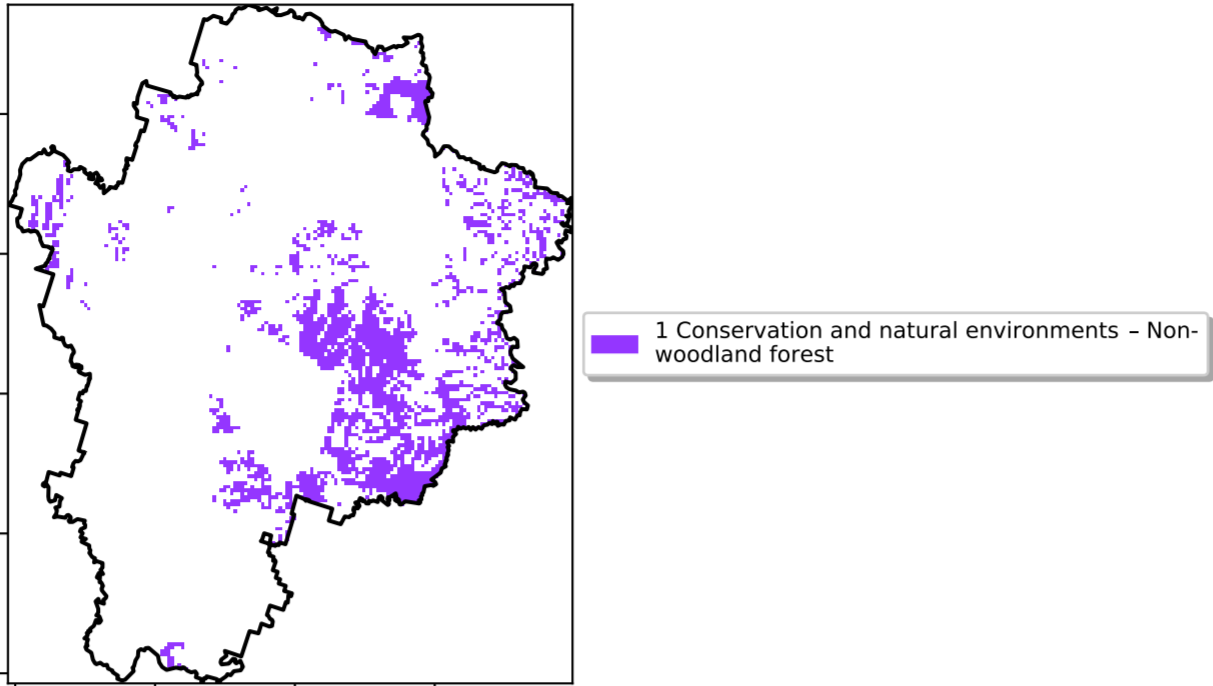 1 Conservation and natural environments – Non-
woodland forest